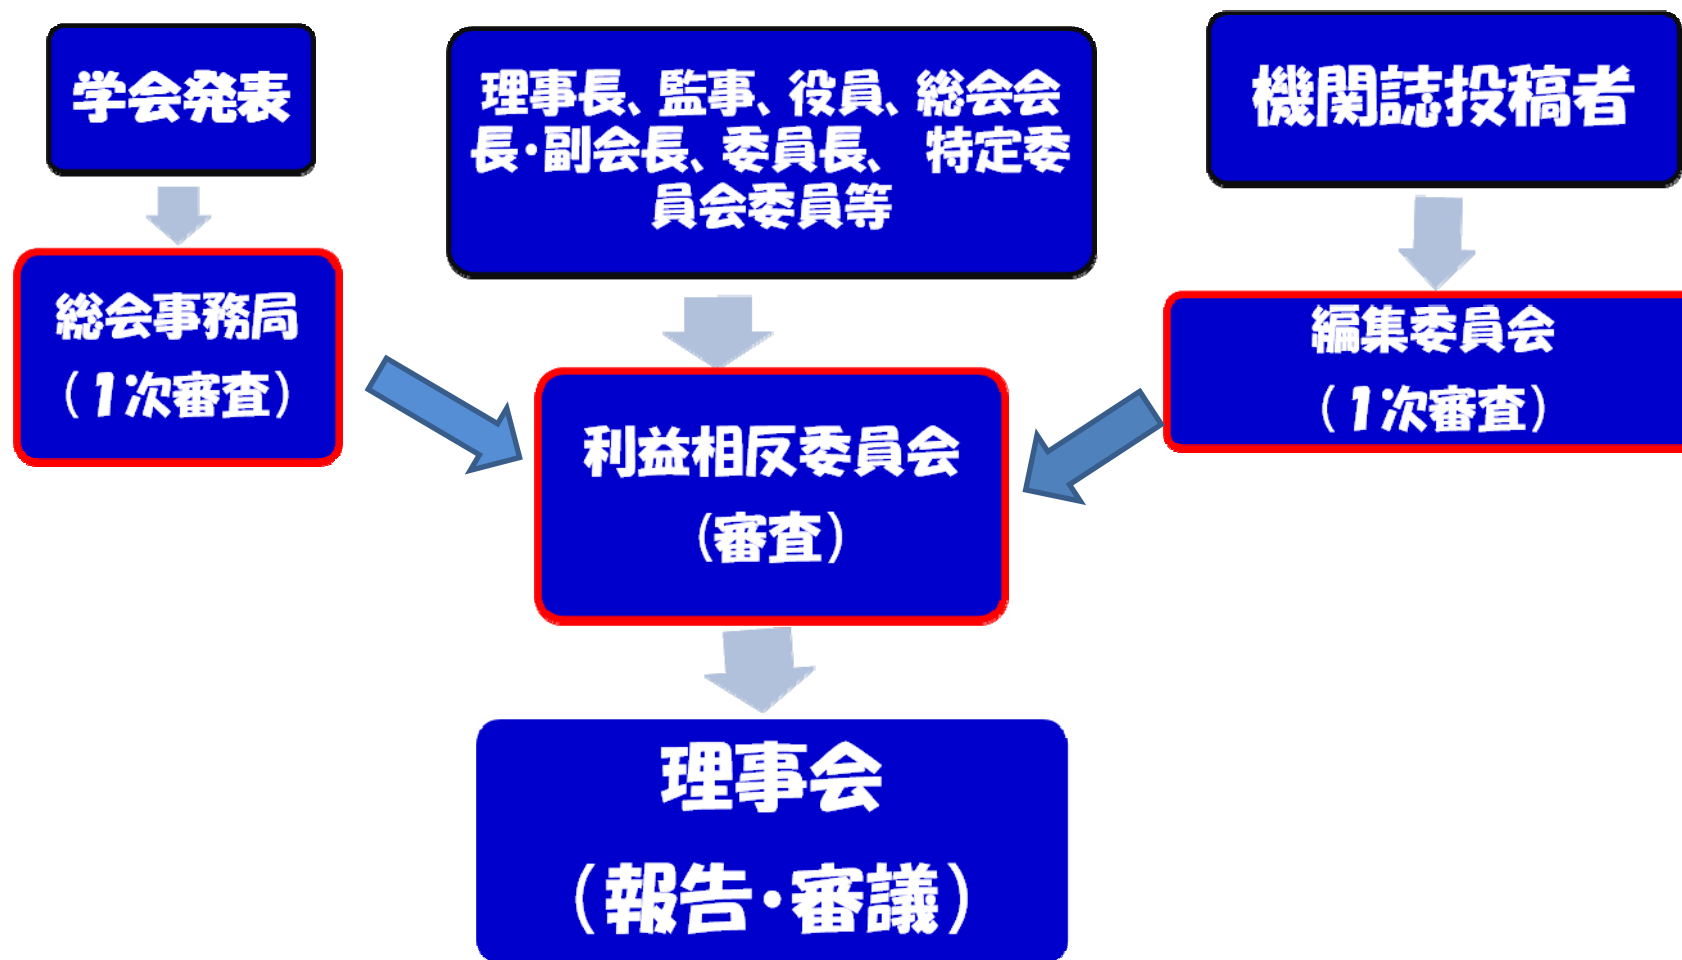 学会発表
理事長、監事、役員、総会会
長・副会長、委員長、 特定委
員会委員等
機関誌投稿者
総会事務局
（１次審査）
編集委員会
（１次審査）
利益相反委員会
（審査）
理事会
（報告・審議）